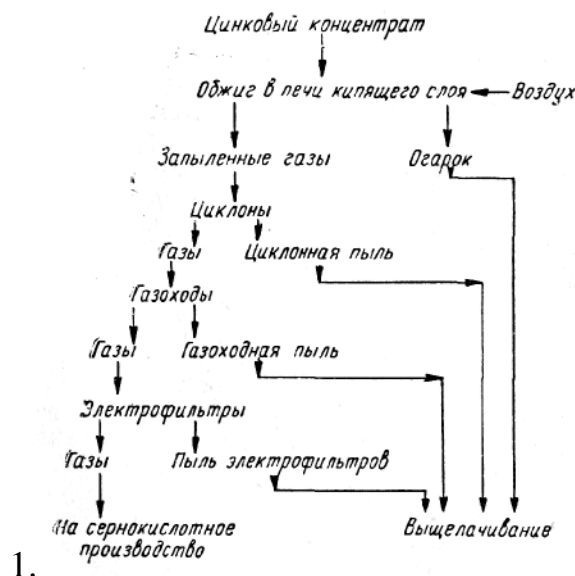 Цинковый концентрат
Обжиг в печи кипящего слоя
Воздух
Запыленные газы
Огарок
Циклоны
Газы
Циклонная пыль
Газоходы
Газы
Газоходная пыль
Электрофильтры
Газы
Пыль электрофильтров
На сернокислотное
производство
Выщелачивание
1.